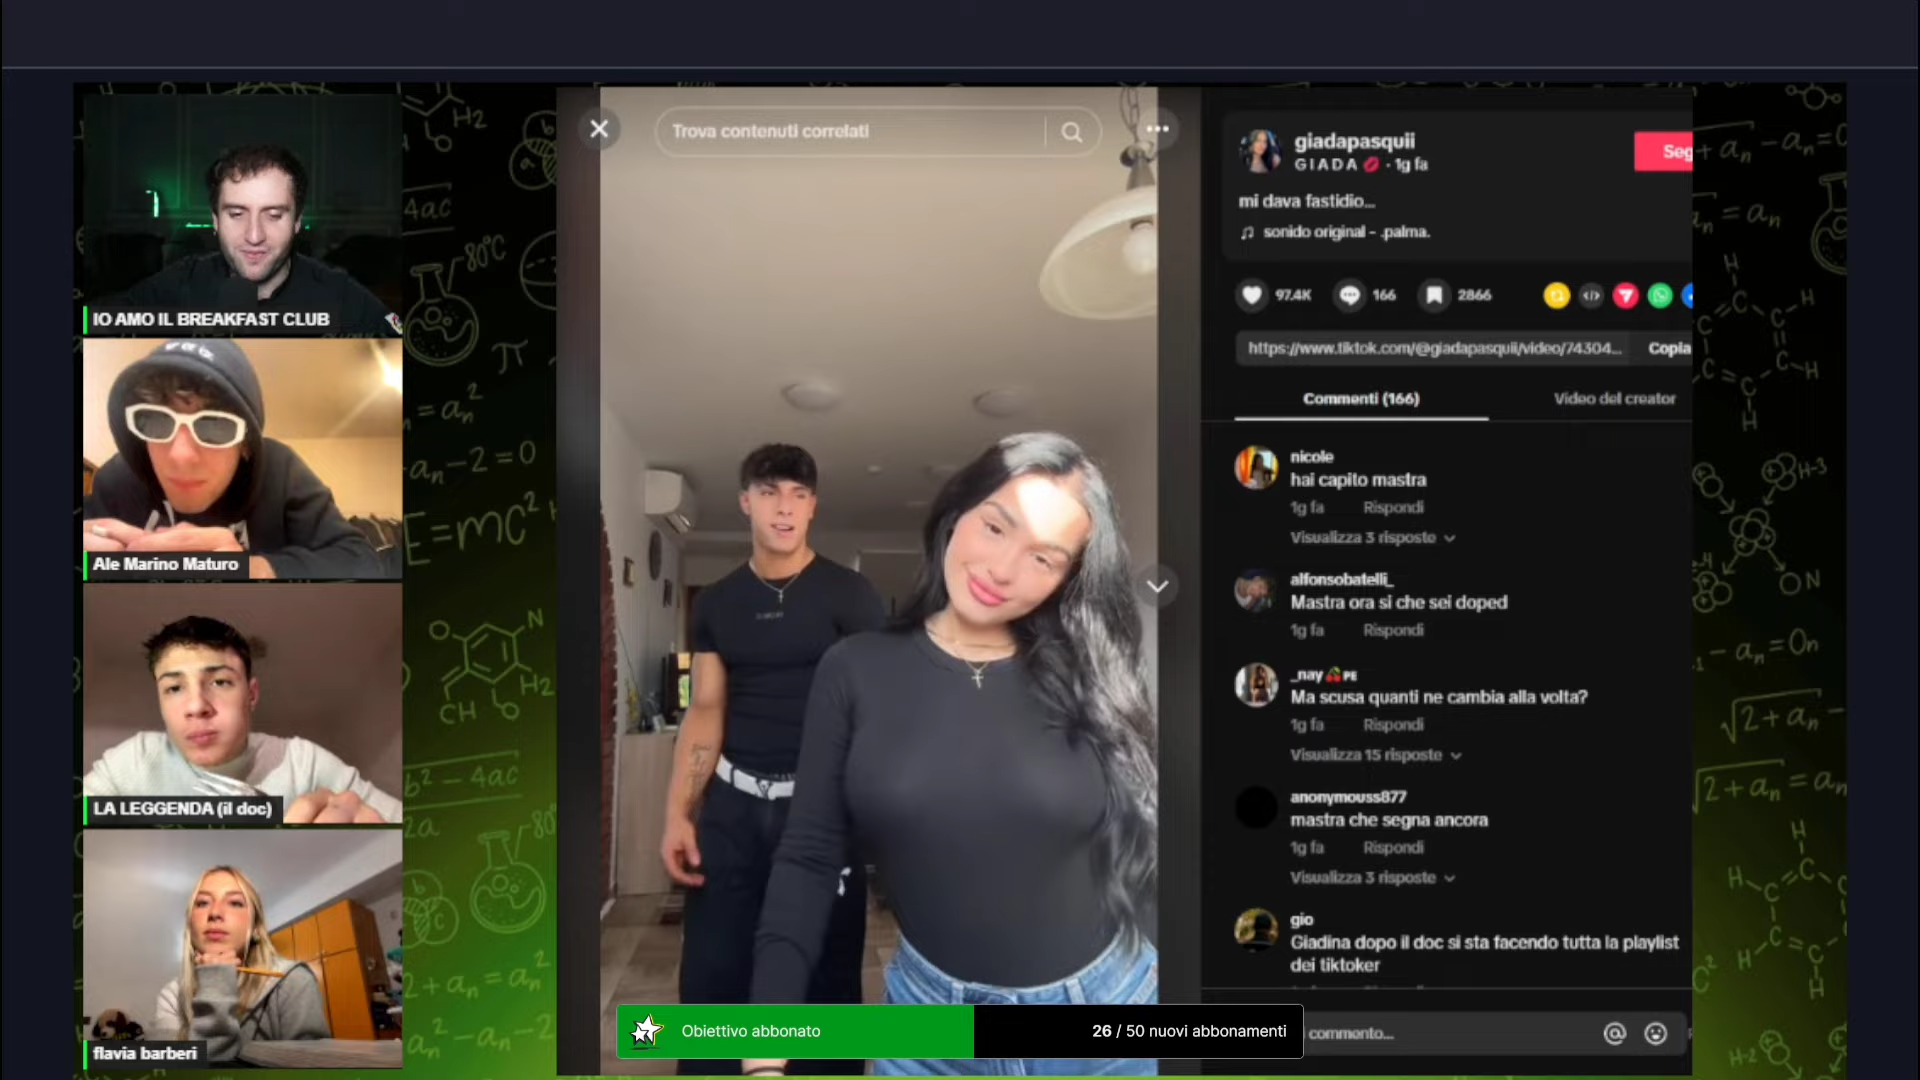 IO AMO IL BREAKFAST CLUB
Ale Marino Maturo
LA LEGGENDA (il doc)
flavia barberi
Trova contenuti correlati
giadapasquii
G I A D A 💋 · 1g fa
Seg
mi dava fastidio...
sonido original - .palma.
97.4K
166
2866
https://www.tiktok.com/@giadapasquii/video/74304...
Copia
Commenti (166)
Video del creator
nicole
hai capito mastra
1g fa Rispondi
Visualizza 3 risposte
alfonsobatelli_
Mastra ora si che sei doped
1g fa Rispondi
_nay🍒PE
Ma scusa quanti ne cambia alla volta?
1g fa Rispondi
Visualizza 15 risposte
anonymouss877
mastra che segna ancora
1g fa Rispondi
Visualizza 3 risposte
gio
Giadina dopo il doc si sta facendo tutta la playlist
dei tiktoker
commento...
Obiettivo abbonato
26 / 50 nuovi abbonamenti
E=mc²